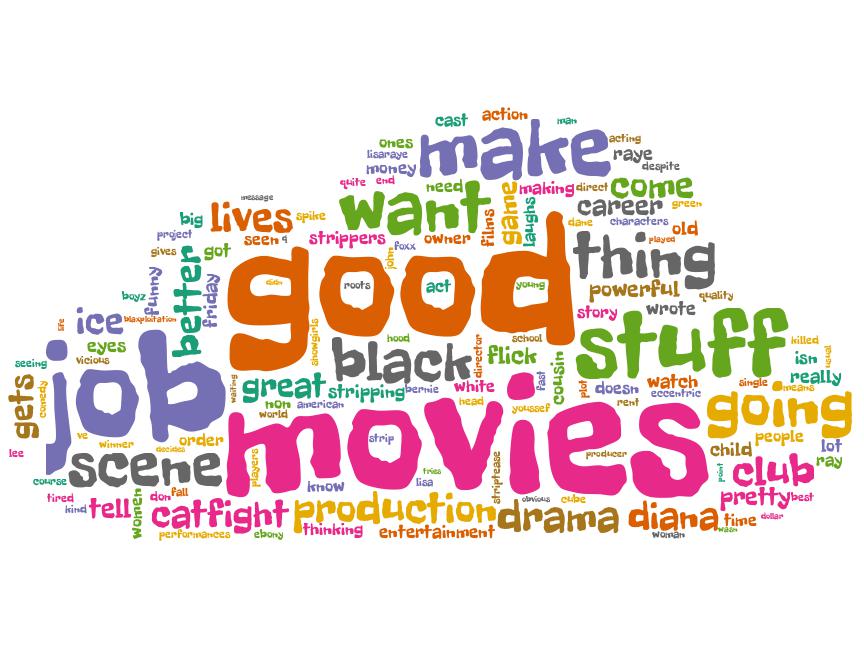 cast action man
ones make acting
lisaraye raye
money despite
quite end need making direct come
message want game career green
big lives spike films laughs dane characters old
project seen q strippers owner played
gives got foxx thing
better funny friday john good
didn roots act young powerful quality
boyz story wrote
life ice blaxploitation showgirls hood school stuff killed
eyes black director flick isn usual
seeing vicious cousin plot
job waiting great stripping bernie white fast doesn watch single means really
gets comedy non american head eccentric
world movies youssef rent going
ve winner decides order strip people
lee scene players producer child lot
course tries lisa striptease point club ray
tired don fall know obvious cube pretty best
kind tell women catfight production drama diana time dollar
performances ebony thinking entertainment woman wasn